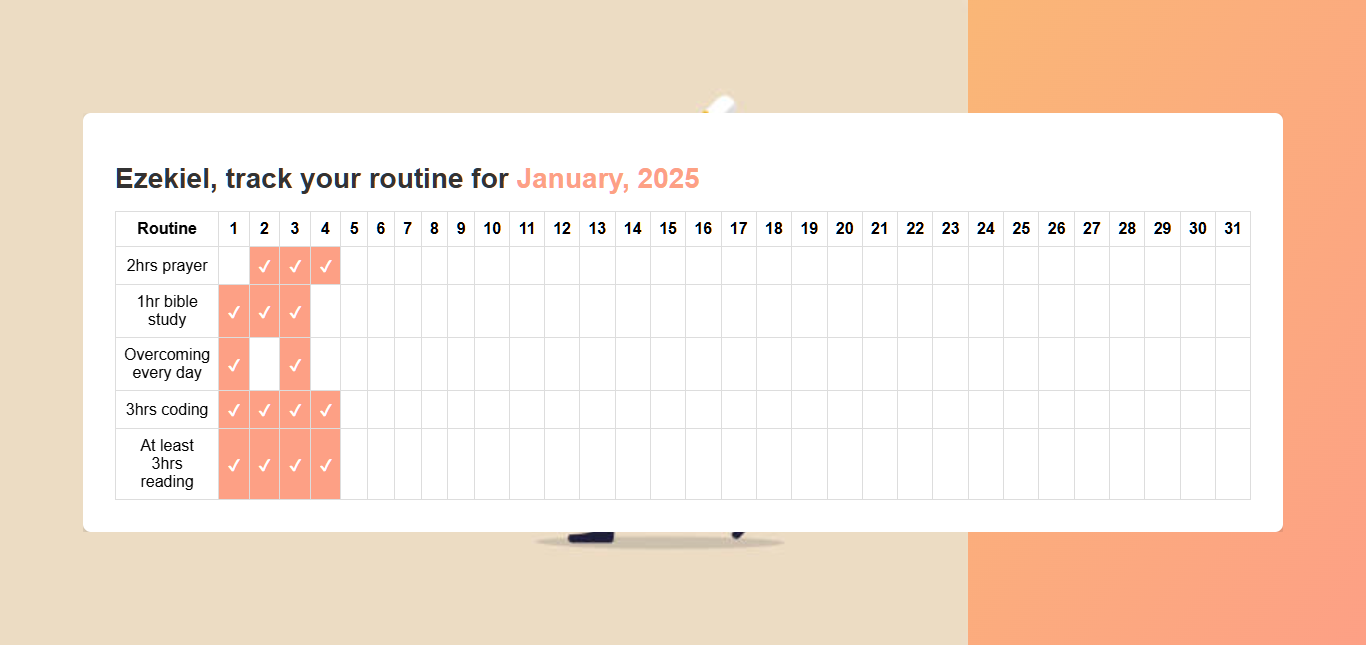 Ezekiel, track your routine for January, 2025
Routine 1 2 3 4 5 6 7 8 9 10 11 12 13 14 15 16 17 18 19 20 21 22 23 24 25 26 27 28 29 30 31
2hrs prayer ✓ ✓ ✓
1hr bible
study ✓ ✓ ✓
Overcoming
every day ✓ ✓
3hrs coding ✓ ✓ ✓ ✓
At least
3hrs
reading ✓ ✓ ✓ ✓